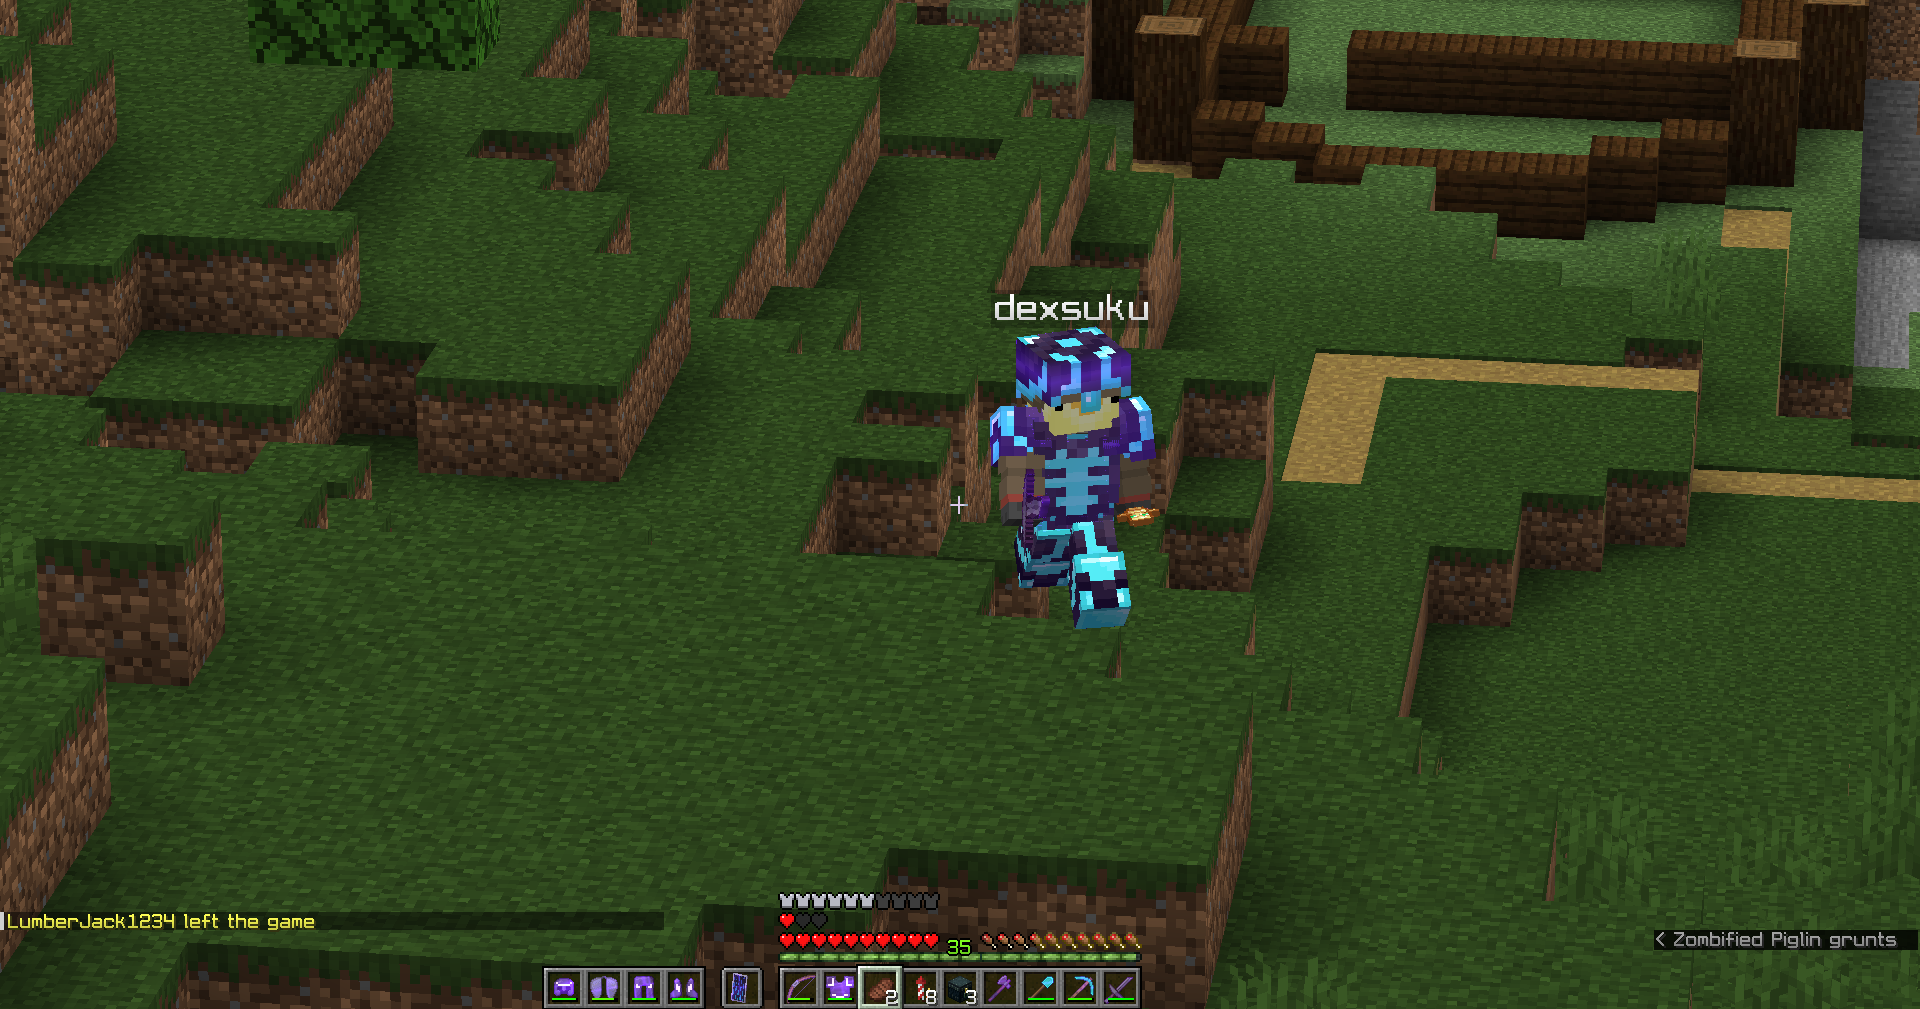 dexsuku
LumberJack1234 left the game
35
< Zombified Piglin grunts
2
8
3